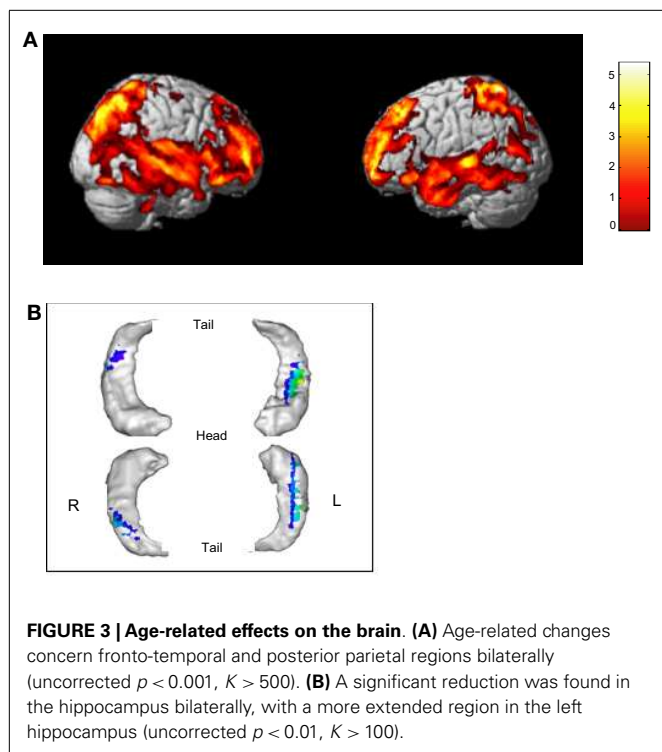 A
5
4
3
2
1
0
B
Tail
Head
R
L
Tail
FIGURE 3 | Age-related effects on the brain. (A) Age-related changes
concern fronto-temporal and posterior parietal regions bilaterally
(uncorrected p < 0.001, K > 500). (B) A significant reduction was found in
the hippocampus bilaterally, with a more extended region in the left
hippocampus (uncorrected p < 0.01, K > 100).